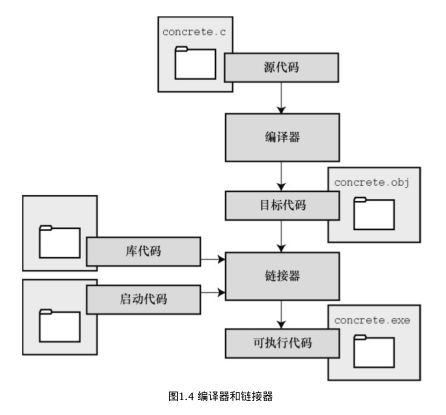 concrete.c
源代码
编译器
concrete.obj
目标代码
库代码
链接器
启动代码
concrete.exe
可执行代码
图1.4 编译器和链接器